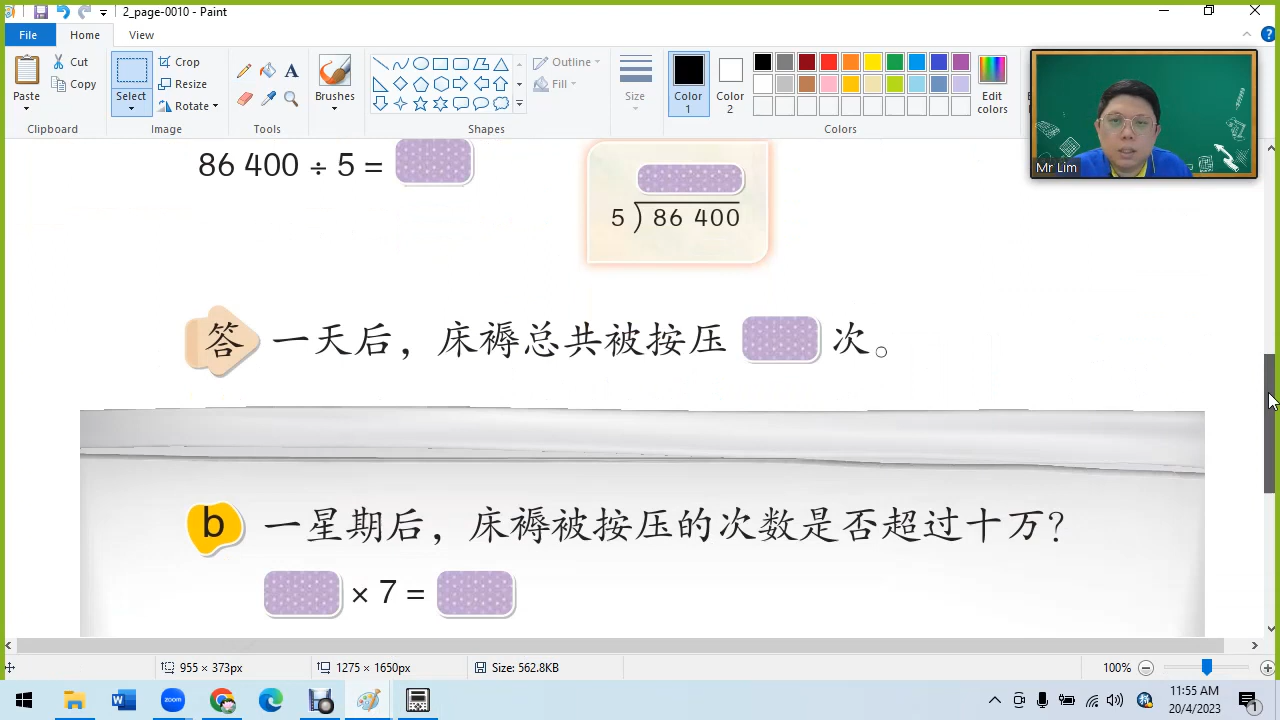 2_page-0010 - Paint
File Home View
Paste Cut Copy
Select Crop Resize Rotate
Brushes
Outline Fill
Size
Color 1 Color 2
Edit colors
Clipboard Image Tools Shapes Colors
Mr Lim
86 400 ÷ 5 =
5 ) 86 400
答 一天后，床褥总共被按压 次。
b 一星期后，床褥被按压的次数是否超过十万？
× 7 =
955 × 373px 1275 × 1650px Size: 562.8KB 100%
zoom
11:55 AM
20/4/2023
1